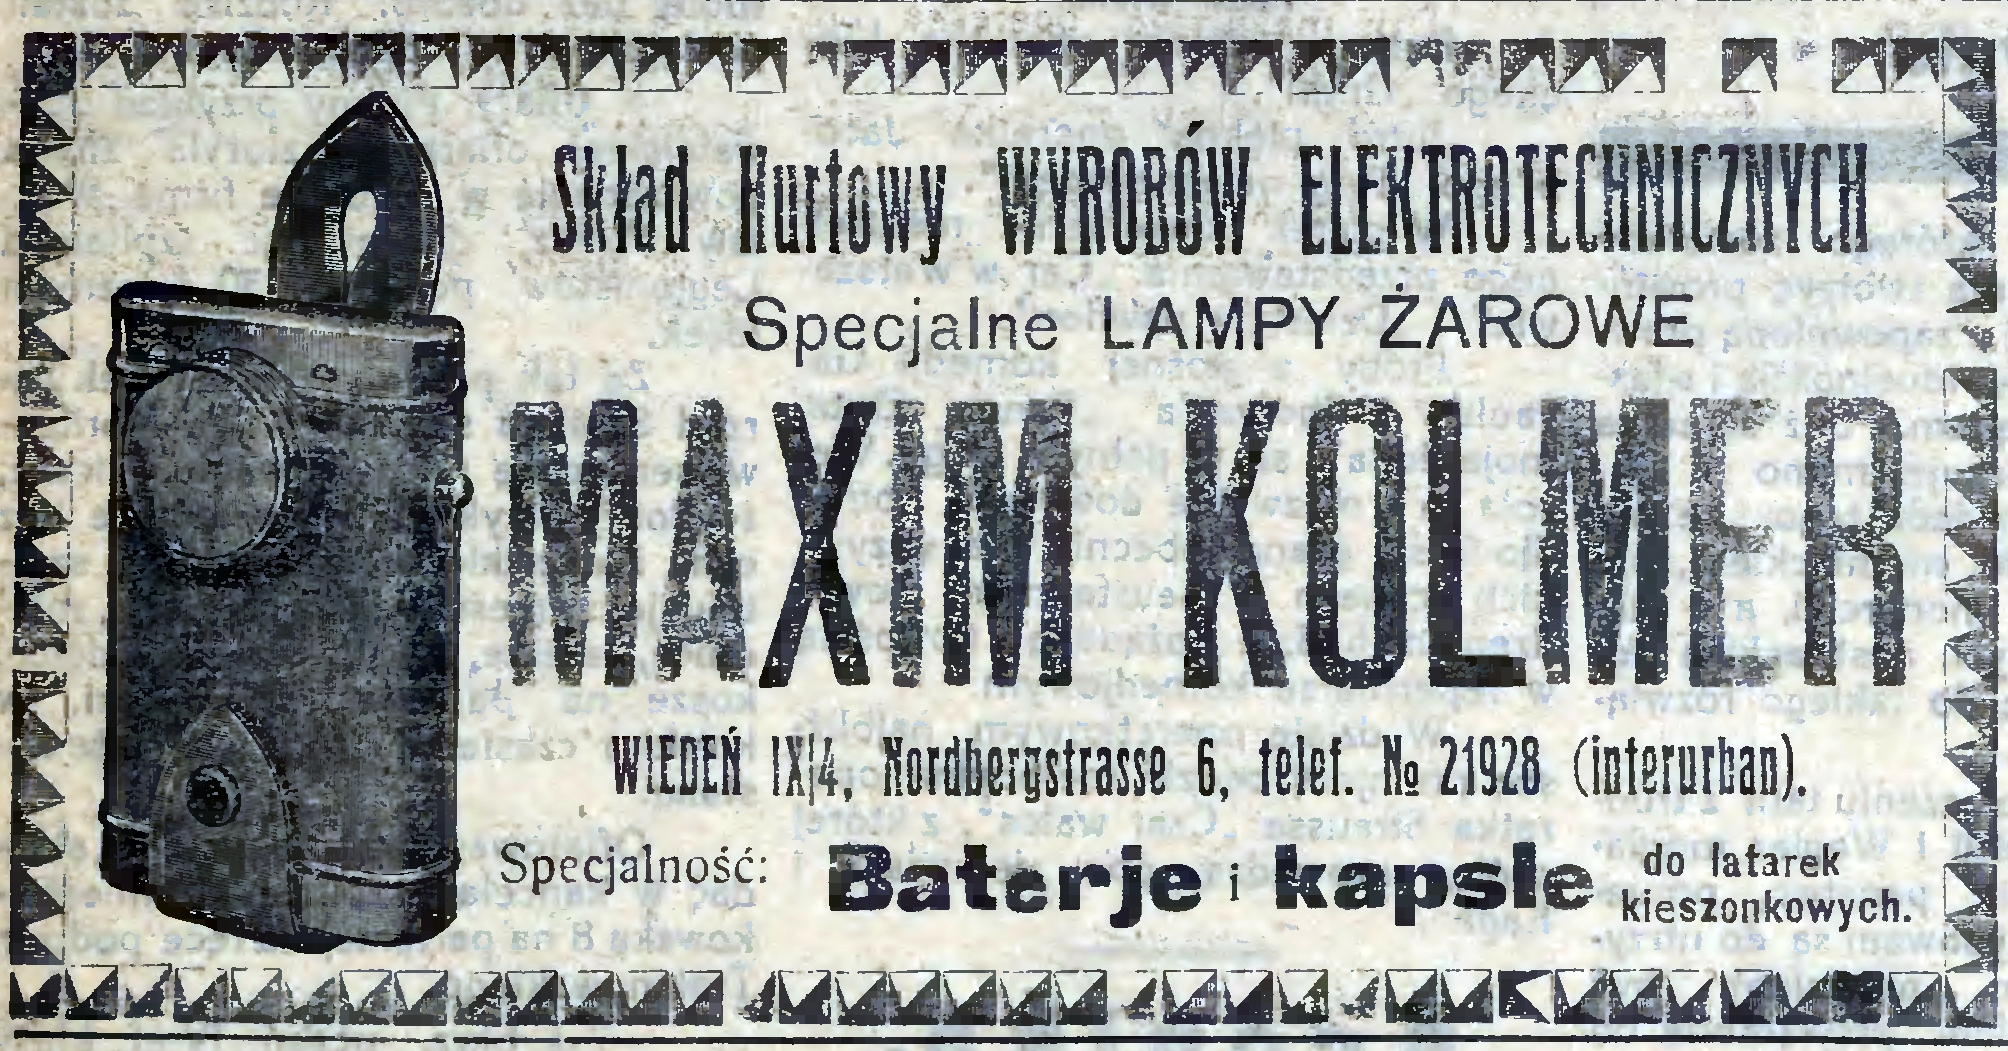 Skład Hurtowy WYROBÓW ELEKTROTECHNICZNYCH
Specjalne LAMPY ŻAROWE
MAXIM KOLMER
WIEDEŃ IX|4, Nordbergstrasse 6, telef. № 21928 (interurban).
Specjalność: Baterje i kapsle do latarek
kieszonkowych.